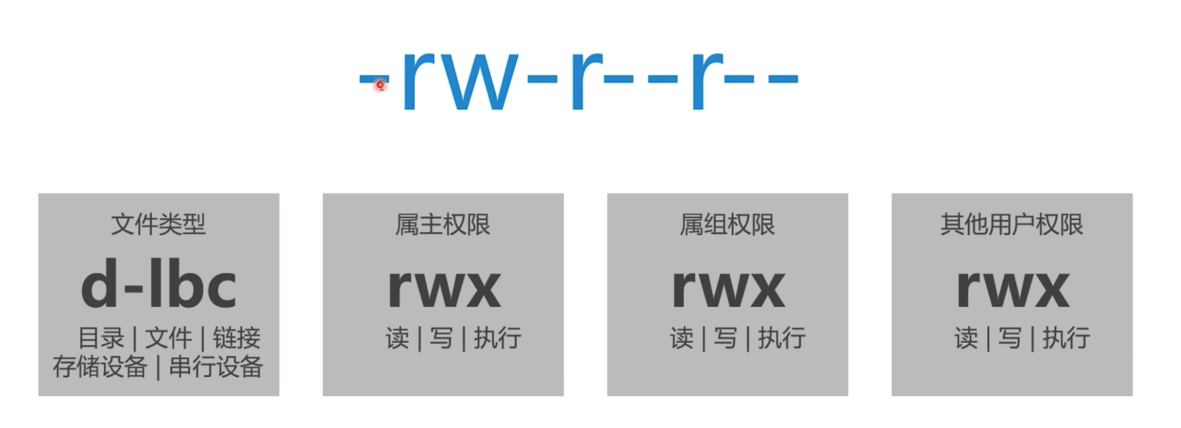 -rw-r--r--
文件类型
d-lbc
目录 | 文件 | 链接
存储设备 | 串行设备
属主权限
rwx
读 | 写 | 执行
属组权限
rwx
读 | 写 | 执行
其他用户权限
rwx
读 | 写 | 执行